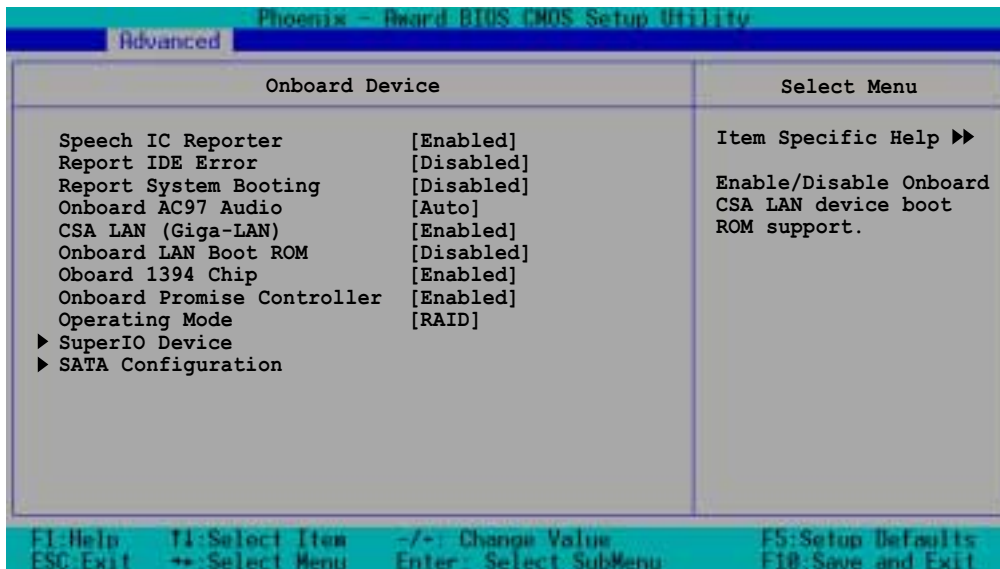 Phoenix - Award BIOS CMOS Setup Utility
Advanced
Onboard Device
Select Menu
Speech IC Reporter [Enabled]
Report IDE Error [Disabled]
Report System Booting [Disabled]
Onboard AC97 Audio [Auto]
CSA LAN (Giga-LAN) [Enabled]
Onboard LAN Boot ROM [Disabled]
Oboard 1394 Chip [Enabled]
Onboard Promise Controller [Enabled]
Operating Mode [RAID]
▶ SuperIO Device
▶ SATA Configuration
Item Specific Help ▶▶
Enable/Disable Onboard
CSA LAN device boot
ROM support.
F1:Help ↑↓:Select Item -/+: Change Value F5:Setup Defaults
ESC:Exit ↔:Select Menu Enter: Select SubMenu F10:Save and Exit